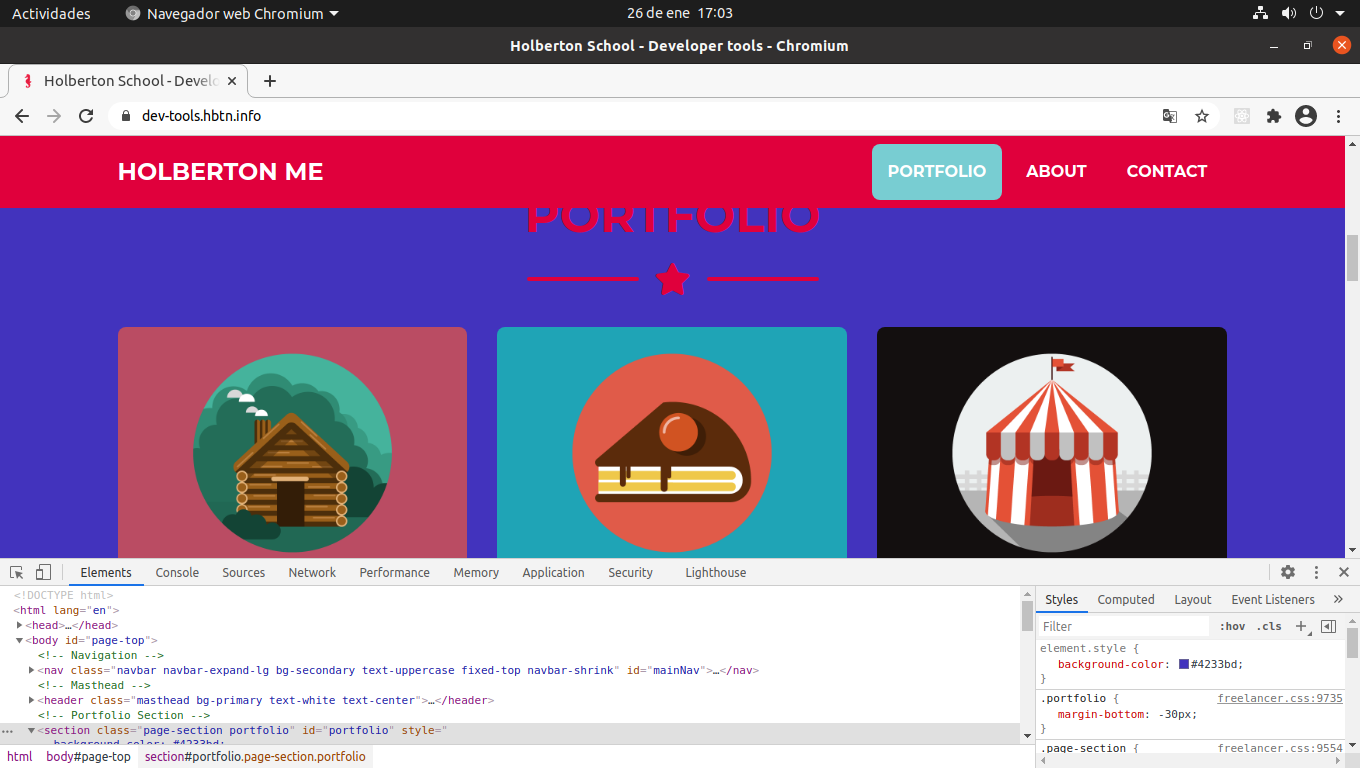 Actividades Navegador web Chromium 26 de ene 17:03
Holberton School - Developer tools - Chromium
Holberton School - Develo
dev-tools.hbtn.info
HOLBERTON ME PORTFOLIO ABOUT CONTACT
PORTFOLIO
Elements Console Sources Network Performance Memory Application Security Lighthouse
<!DOCTYPE html>
<html lang="en">
<head>…</head>
<body id="page-top">
<!-- Navigation -->
<nav class="navbar navbar-expand-lg bg-secondary text-uppercase fixed-top navbar-shrink" id="mainNav">…</nav>
<!-- Masthead -->
<header class="masthead bg-primary text-white text-center">…</header>
<!-- Portfolio Section -->
<section class="page-section portfolio" id="portfolio" style="
background-color: #4233bd;
html body#page-top section#portfolio.page-section.portfolio
Styles Computed Layout Event Listeners »
Filter :hov .cls +
element.style {
background-color: #4233bd;
}
.portfolio { freelancer.css:9735
margin-bottom: -30px;
}
.page-section { freelancer.css:9554